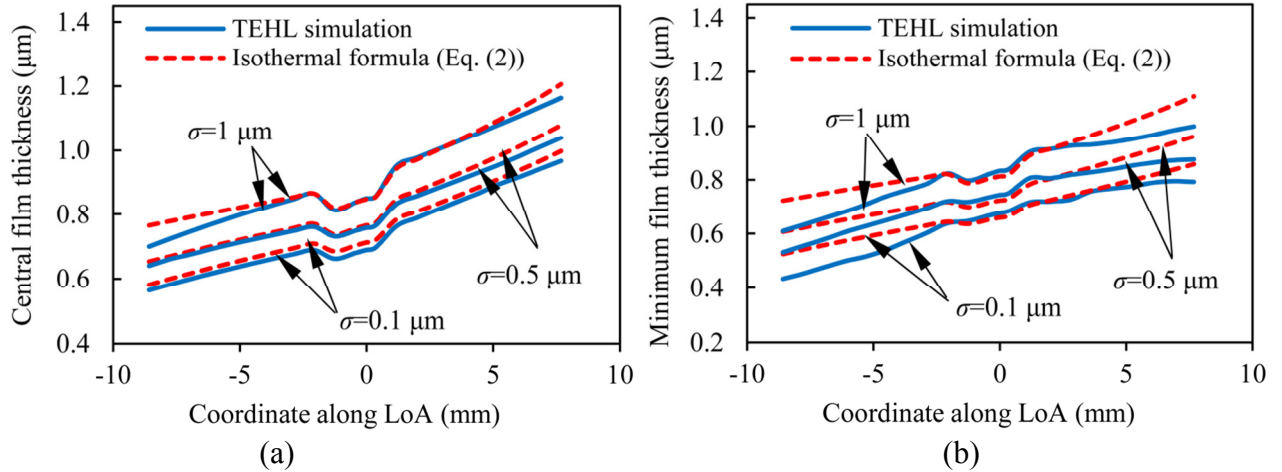 Central film thickness (μm)
1.4
1.2
1.0
0.8
0.6
0.4
TEHL simulation
Isothermal formula (Eq. (2))
σ=1 μm
σ=0.5 μm
σ=0.1 μm
-10
-5
0
5
10
Coordinate along LoA (mm)
(a)
Minimum film thickness (μm)
1.4
1.2
1.0
0.8
0.6
0.4
0.2
TEHL simulation
Isothermal formula (Eq. (2))
σ=1 μm
σ=0.5 μm
σ=0.1 μm
-10
-5
0
5
10
Coordinate along LoA (mm)
(b)